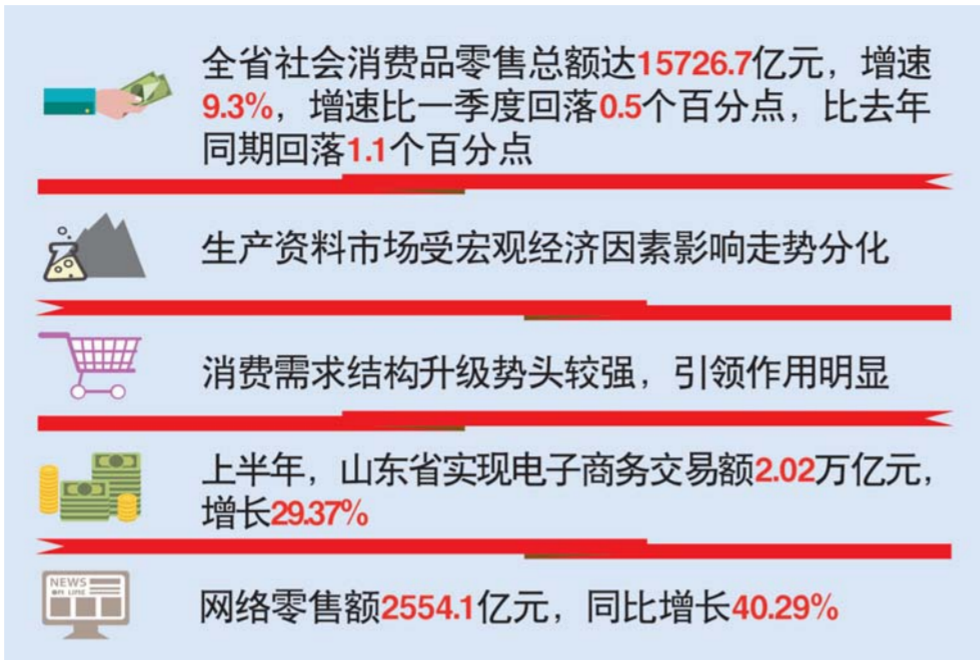 全省社会消费品零售总额达15726.7亿元，增速
9.3%，增速比一季度回落0.5个百分点，比去年
同期回落1.1个百分点
生产资料市场受宏观经济因素影响走势分化
消费需求结构升级势头较强，引领作用明显
上半年，山东省实现电子商务交易额2.02万亿元，
增长29.37%
NEWS
ON LINE
网络零售额2554.1亿元，同比增长40.29%